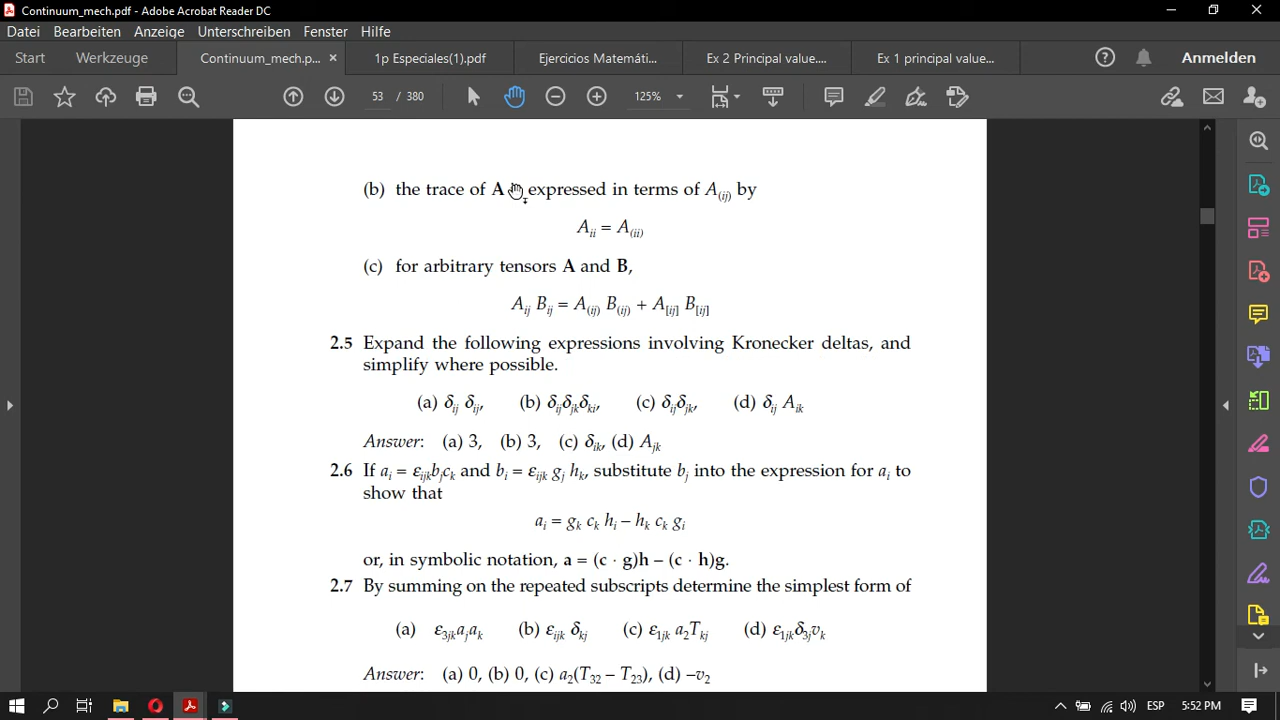 Continuum_mech.pdf - Adobe Acrobat Reader DC
Datei Bearbeiten Anzeige Unterschreiben Fenster Hilfe
Start Werkzeuge Continuum_mech.p... × 1p Especiales(1).pdf Ejercicios Matemáti... Ex 2 Principal value.... Ex 1 principal value... Anmelden
53 / 380 125%
(b) the trace of A expressed in terms of A(ij) by
Aii = A(ii)
(c) for arbitrary tensors A and B,
Aij Bij = A(ij) B(ij) + A[ij] B[ij]
2.5 Expand the following expressions involving Kronecker deltas, and
simplify where possible.
(a) δij δij, (b) δijδjkδki, (c) δijδjk, (d) δij Aik
Answer: (a) 3, (b) 3, (c) δik, (d) Ajk
2.6 If ai = εijkbjck and bi = εijk gj hk, substitute bj into the expression for ai to
show that
ai = gk ck hi – hk ck gi
or, in symbolic notation, a = (c · g)h – (c · h)g.
2.7 By summing on the repeated subscripts determine the simplest form of
(a) ε3jkajak (b) εijk δkj (c) ε1jk a2Tkj (d) ε1jkδ3jvk
Answer: (a) 0, (b) 0, (c) a2(T32 – T23), (d) –v2
ESP 5:52 PM